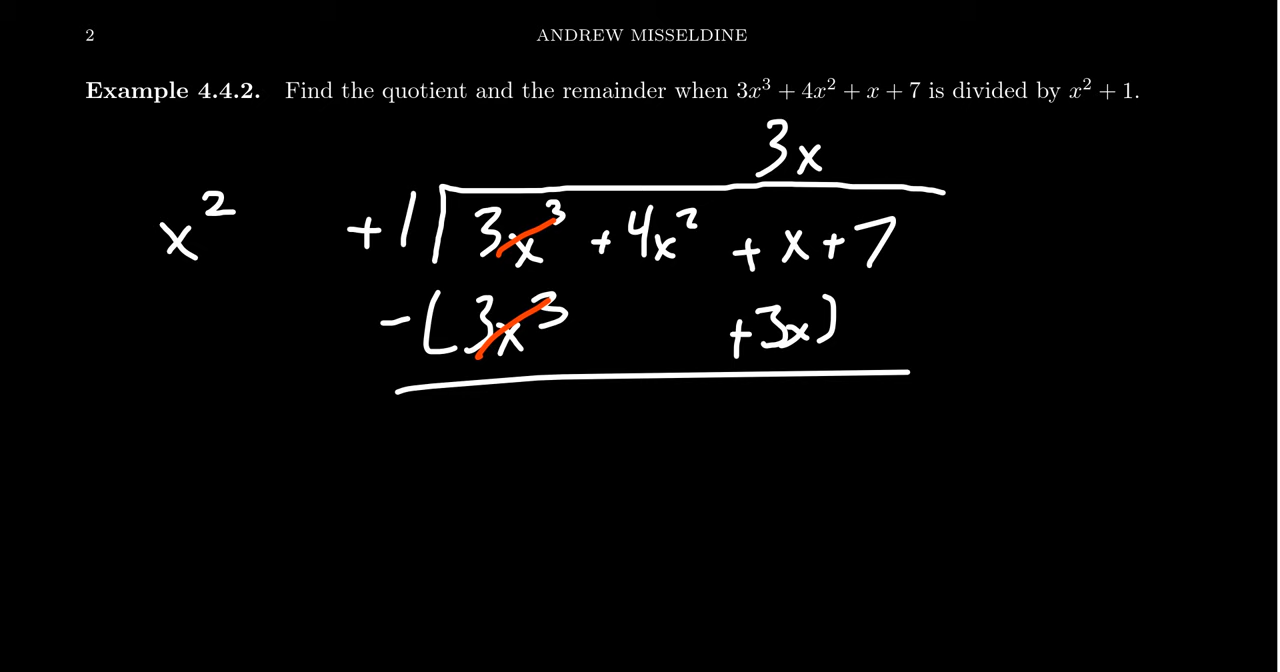 2 ANDREW MISSELDINE
Example 4.4.2. Find the quotient and the remainder when 3x³ + 4x² + x + 7 is divided by x² + 1.
3x
x² +1 3x³ + 4x² + x + 7
-(3x³ +3x)